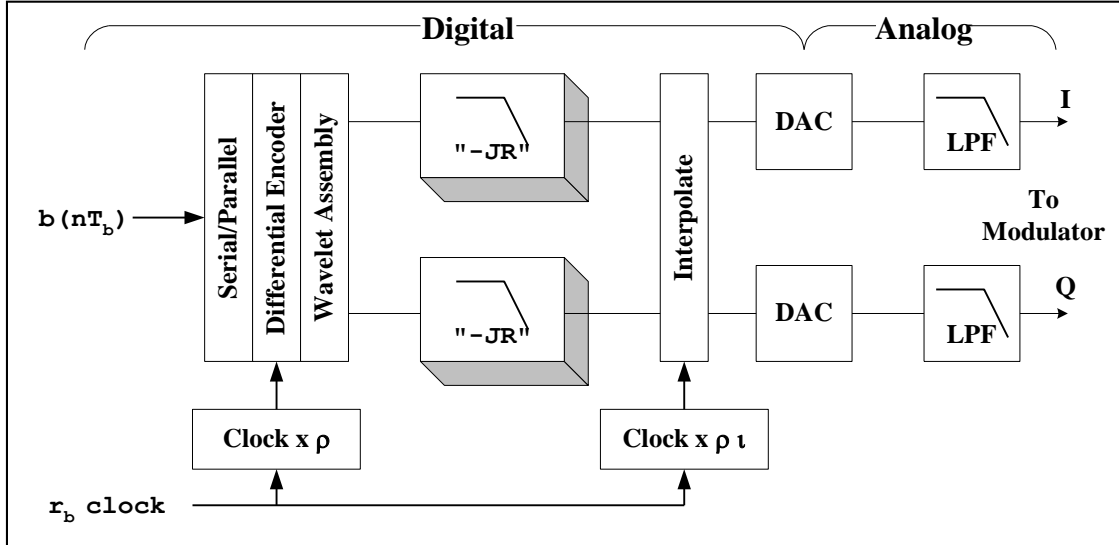 Digital
Analog
b(nT_b)
Serial/Parallel
Differential Encoder
Wavelet Assembly
"-JR"
Interpolate
DAC
LPF
I
To
Modulator
"-JR"
DAC
LPF
Q
Clock x ρ
Clock x ρ ι
r_b clock